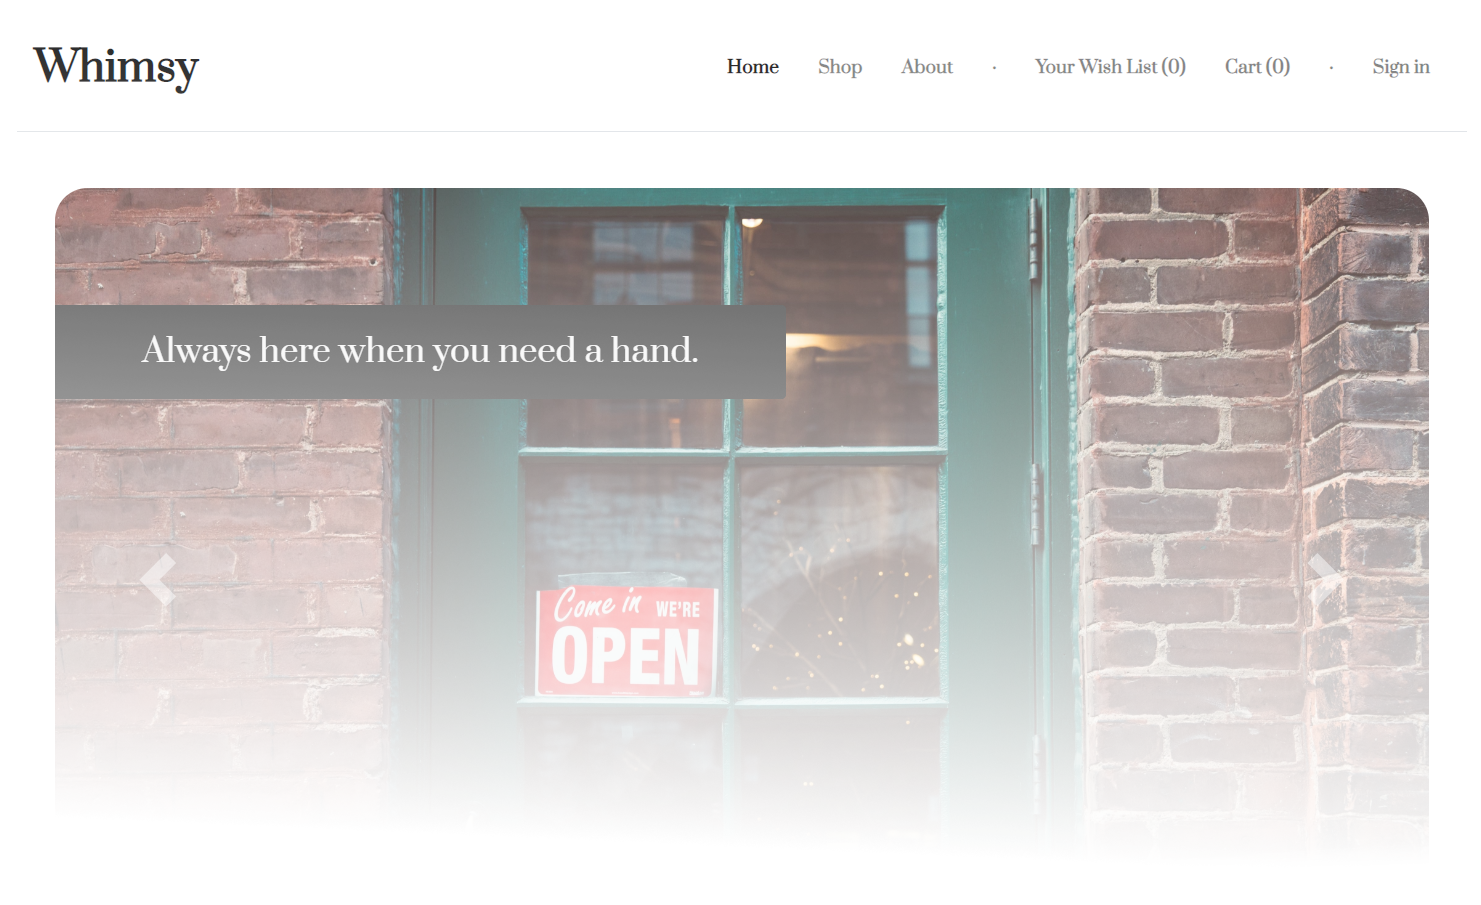 Whimsy
Home Shop About · Your Wish List (0) Cart (0) · Sign in
Always here when you need a hand.
Come in WE'RE
OPEN